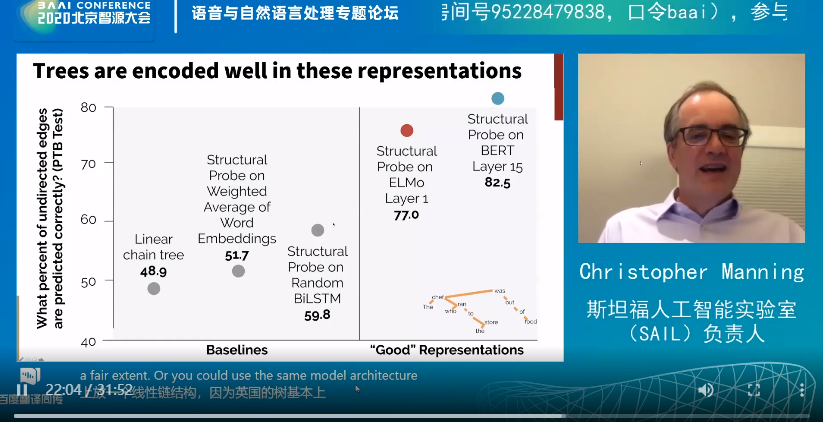 BAAI CONFERENCE
2020北京智源大会
语音与自然语言处理专题论坛
房间号95228479838，口令baai），参与
Trees are encoded well in these representations
What percent of undirected edges
are predicted correctly? (PTB Test)
80
70
60
50
40
Linear
chain tree
48.9
Structural
Probe on
Weighted
Average of
Word
Embeddings
51.7
Structural
Probe on
Random
BiLSTM
59.8
Structural
Probe on
ELMo
Layer 1
77.0
Structural
Probe on
BERT
Layer 15
82.5
The
chef
who
ran
to
the
store
was
out
of
food
Baselines
“Good” Representations
Christopher Manning
斯坦福人工智能实验室
（SAIL）负责人
a fair extent. Or you could use the same model architecture
一个线性链结构，因为英国的树基本上
22:04 / 31:52
百度翻译同传